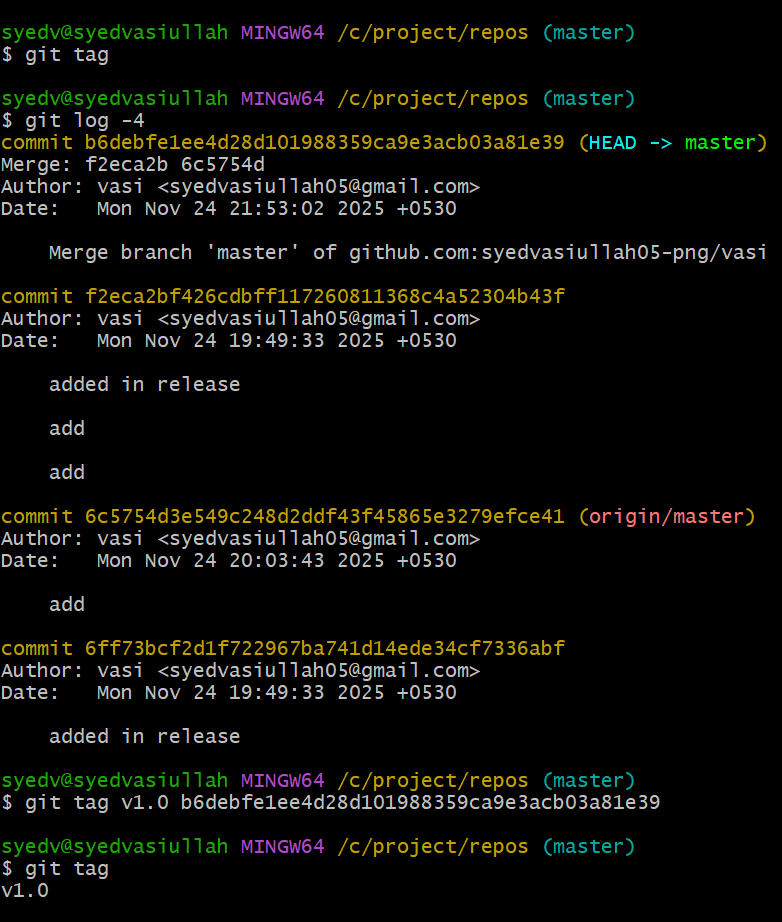 syedv@syedvasiullah MINGW64 /c/project/repos (master)
$ git tag
syedv@syedvasiullah MINGW64 /c/project/repos (master)
$ git log -4
commit b6debfe1ee4d28d101988359ca9e3acb03a81e39 (HEAD -> master)
Merge: f2eca2b 6c5754d
Author: vasi <syedvasiullah05@gmail.com>
Date:   Mon Nov 24 21:53:02 2025 +0530
    Merge branch 'master' of github.com:syedvasiullah05-png/vasi
commit f2eca2bf426cdbff117260811368c4a52304b43f
Author: vasi <syedvasiullah05@gmail.com>
Date:   Mon Nov 24 19:49:33 2025 +0530
    added in release
    add
    add
commit 6c5754d3e549c248d2ddf43f45865e3279efce41 (origin/master)
Author: vasi <syedvasiullah05@gmail.com>
Date:   Mon Nov 24 20:03:43 2025 +0530
    add
commit 6ff73bcf2d1f722967ba741d14ede34cf7336abf
Author: vasi <syedvasiullah05@gmail.com>
Date:   Mon Nov 24 19:49:33 2025 +0530
    added in release
syedv@syedvasiullah MINGW64 /c/project/repos (master)
$ git tag v1.0 b6debfe1ee4d28d101988359ca9e3acb03a81e39
syedv@syedvasiullah MINGW64 /c/project/repos (master)
$ git tag
v1.0